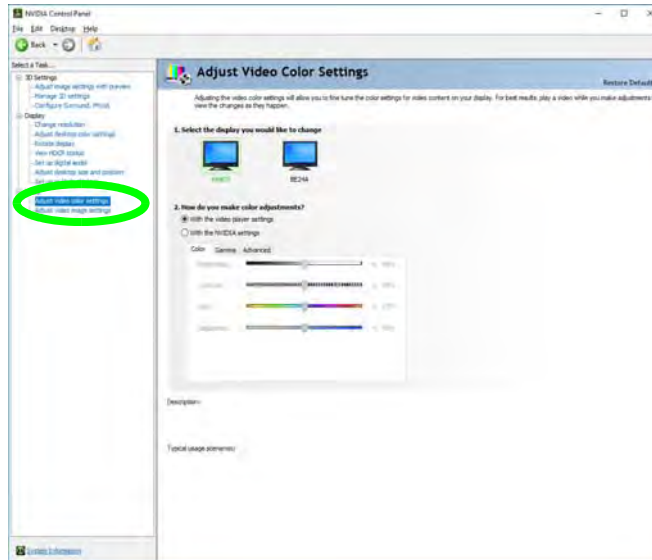 NVIDIA Control Panel
File Edit Desktop Help
Back
Select a Task...
3D Settings
Adjust image settings with preview
Manage 3D settings
Configure Surround, PhysX
Display
Change resolution
Adjust desktop color settings
Rotate display
View HDCP status
Set up digital audio
Adjust desktop size and position
Adjust video color settings
Adjust video image settings
System Information
Adjust Video Color Settings
Restore Default
Adjusting the video color settings will allow you to fine tune the color settings for video content on your display. For best results, play a video while you make adjustments
view the changes as they happen.
1. Select the display you would like to change
BE24A
2. How do you make color adjustments?
With the video player settings
With the NVIDIA settings
Color Gamma Advanced
Description:
Typical usage scenarios: